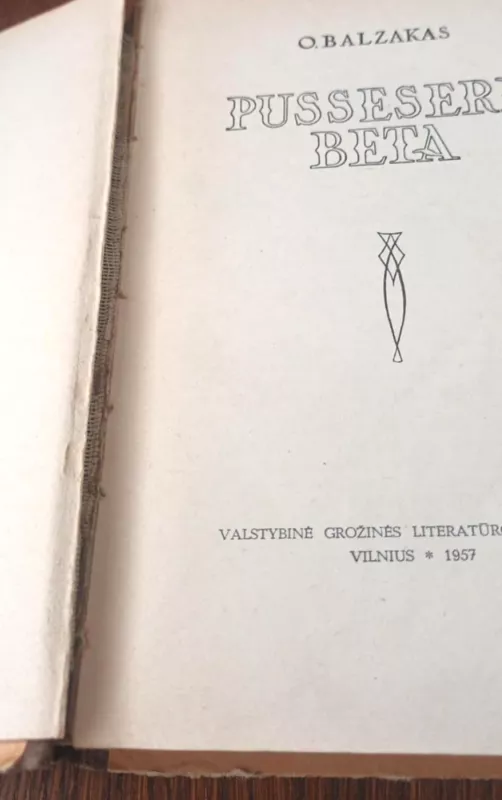 O. BALZAKAS
PUSSESER
BETA
VALSTYBINĖ GROŽINĖS LITERATŪR
VILNIUS * 1957